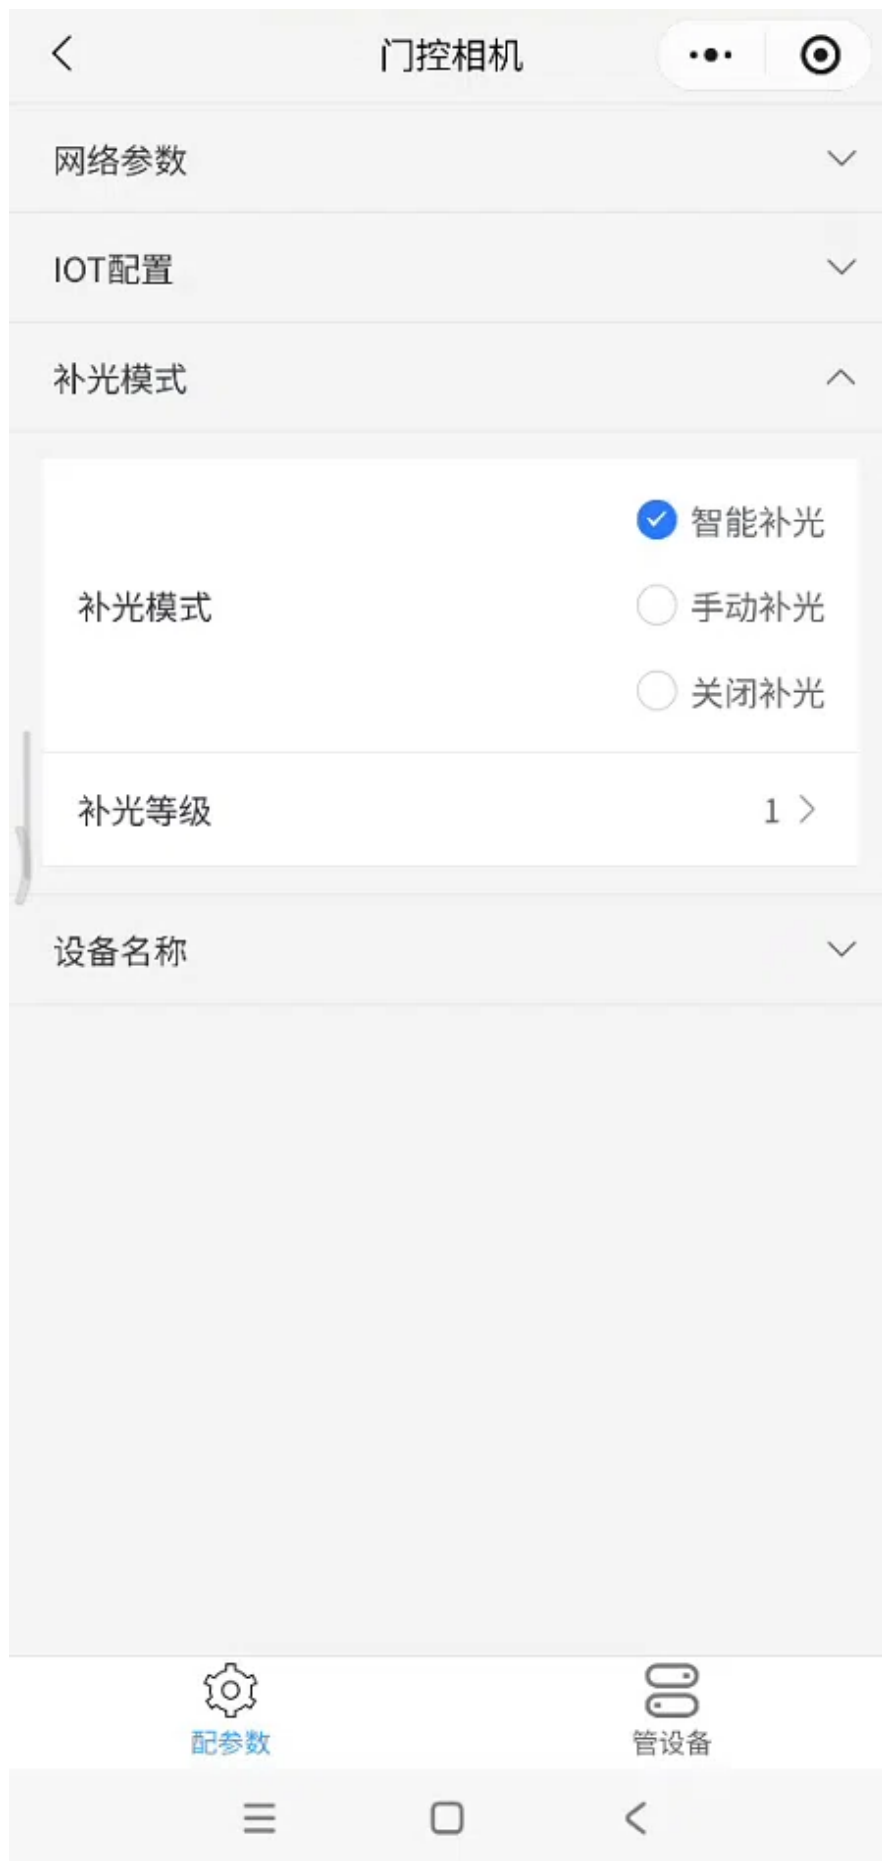 门控相机
网络参数
IOT配置
补光模式
智能补光
补光模式
手动补光
关闭补光
补光等级 1
设备名称
配参数 管设备